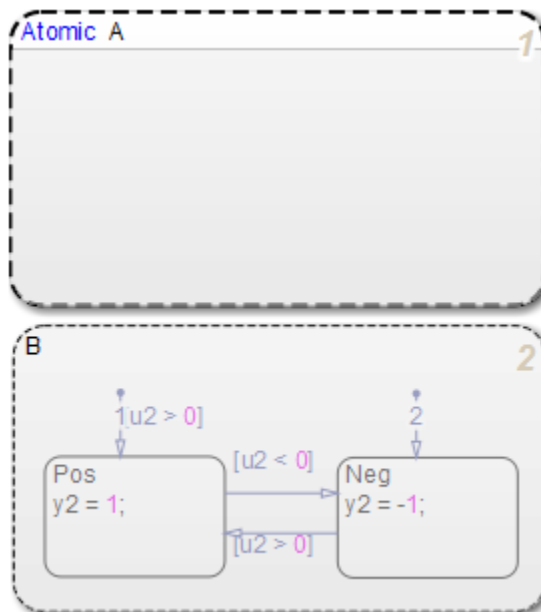 Atomic A
1
B
2
1[u2 > 0]
2
[u2 < 0]
Pos
y2 = 1;
Neg
y2 = -1;
[u2 > 0]